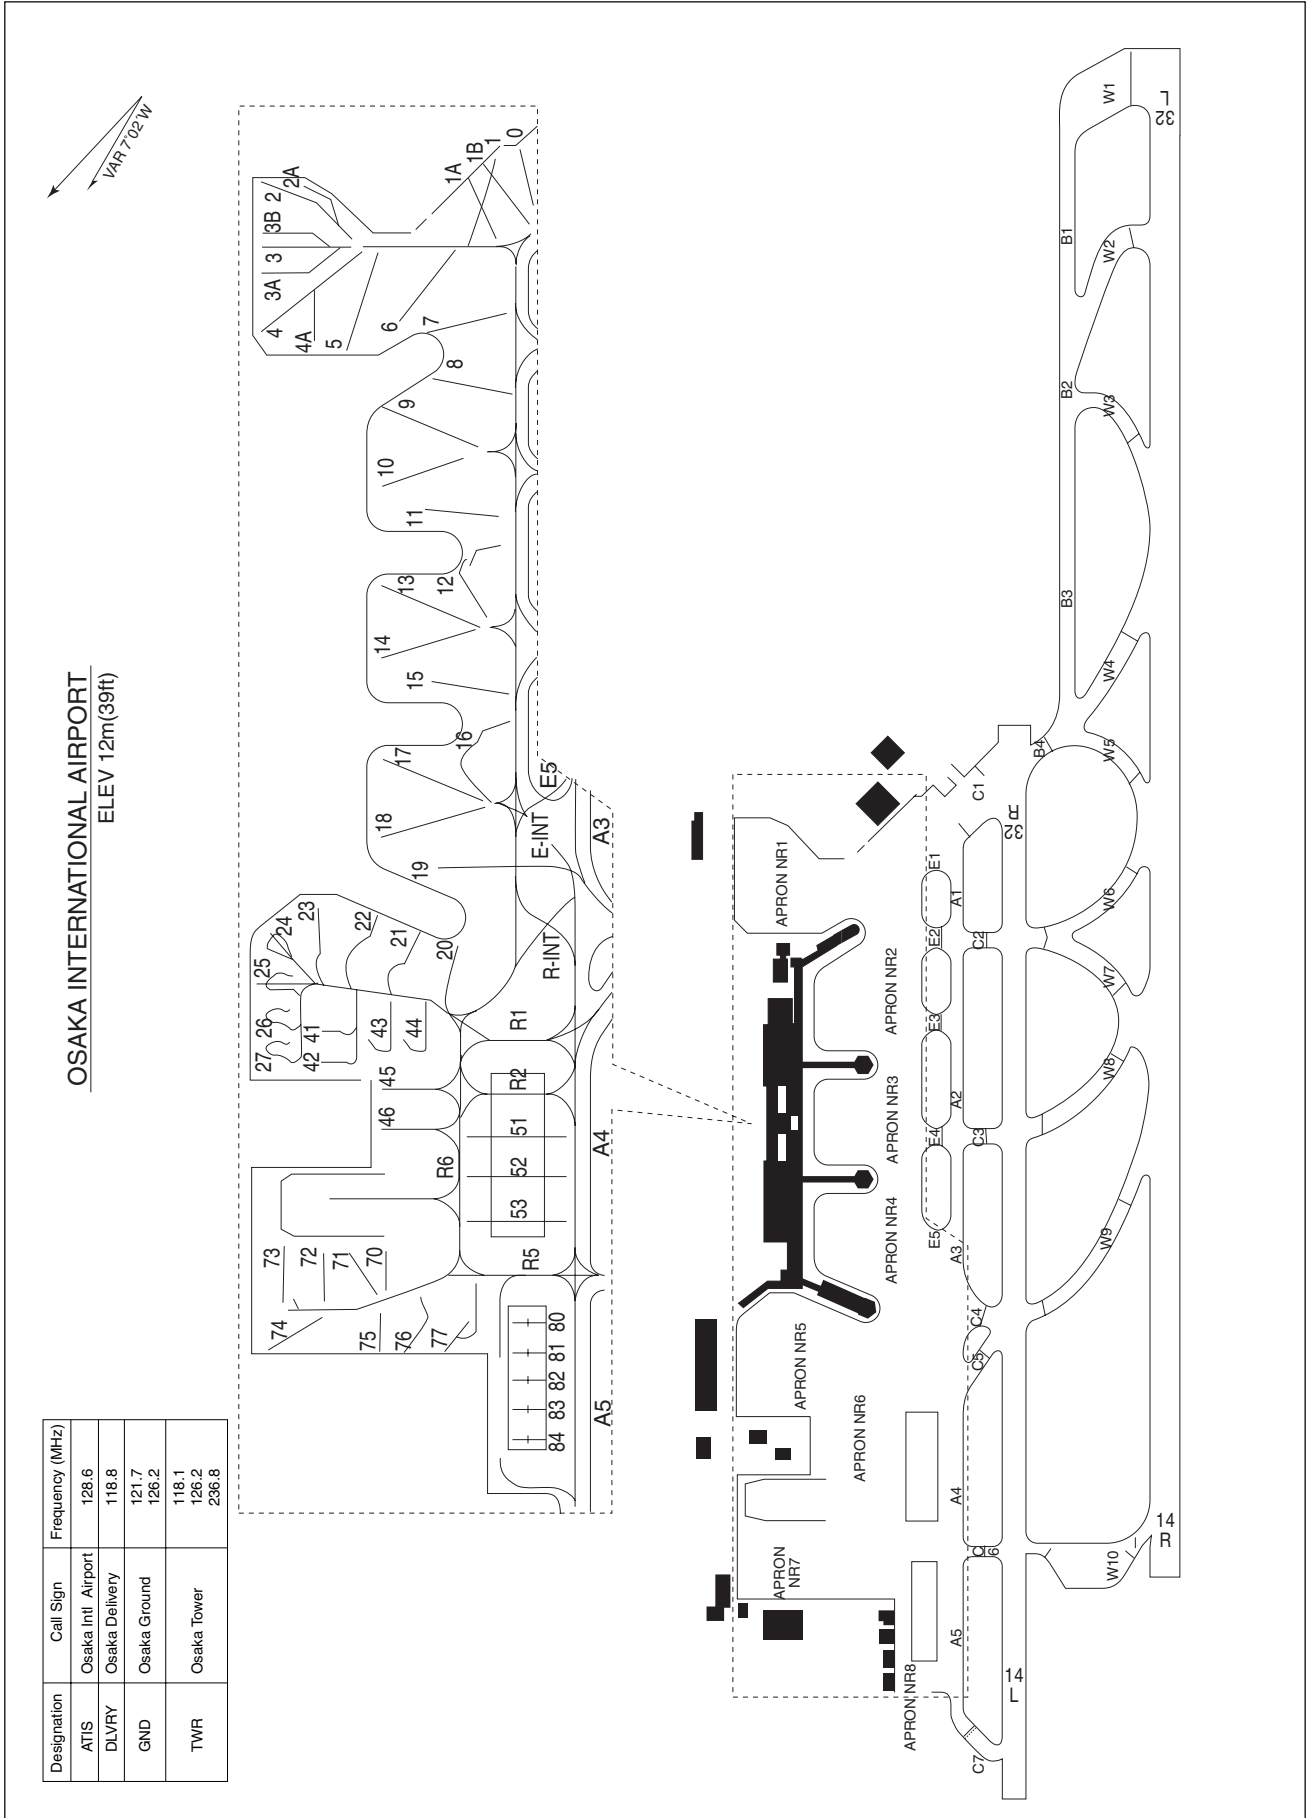 OSAKA INTERNATIONAL AIRPORT
ELEV 12m(39ft)
VAR 7°02'W
Designation Call Sign Frequency (MHz)
ATIS Osaka Intl Airport 128.6
DLVRY Osaka Delivery 118.8
GND Osaka Ground 121.7
126.2
TWR Osaka Tower 118.1
126.2
236.8
0
1
1B
1A
2A
2
3B
3
3A
4
4A
5
6
7
8
9
10
11
12
13
14
15
16
17
18
19
20
21
22
23
24
25
26
27
41
42
43
44
45
46
51
52
53
70
71
72
73
74
75
76
77
80
81
82
83
84
E5
E-INT
R-INT
R1
R2
R6
R5
A3
A4
A5
APRON NR1
APRON NR2
APRON NR3
APRON NR4
APRON NR5
APRON NR6
APRON
NR7
APRON NR8
E1
E2
E3
E4
E5
A1
A2
A3
A4
A5
C1
C2
C3
C4
C5
C
6
C7
B1
B2
B3
B4
W1
W2
W3
W4
W5
W6
W7
W8
W9
W10
32
L
32
R
14
L
14
R